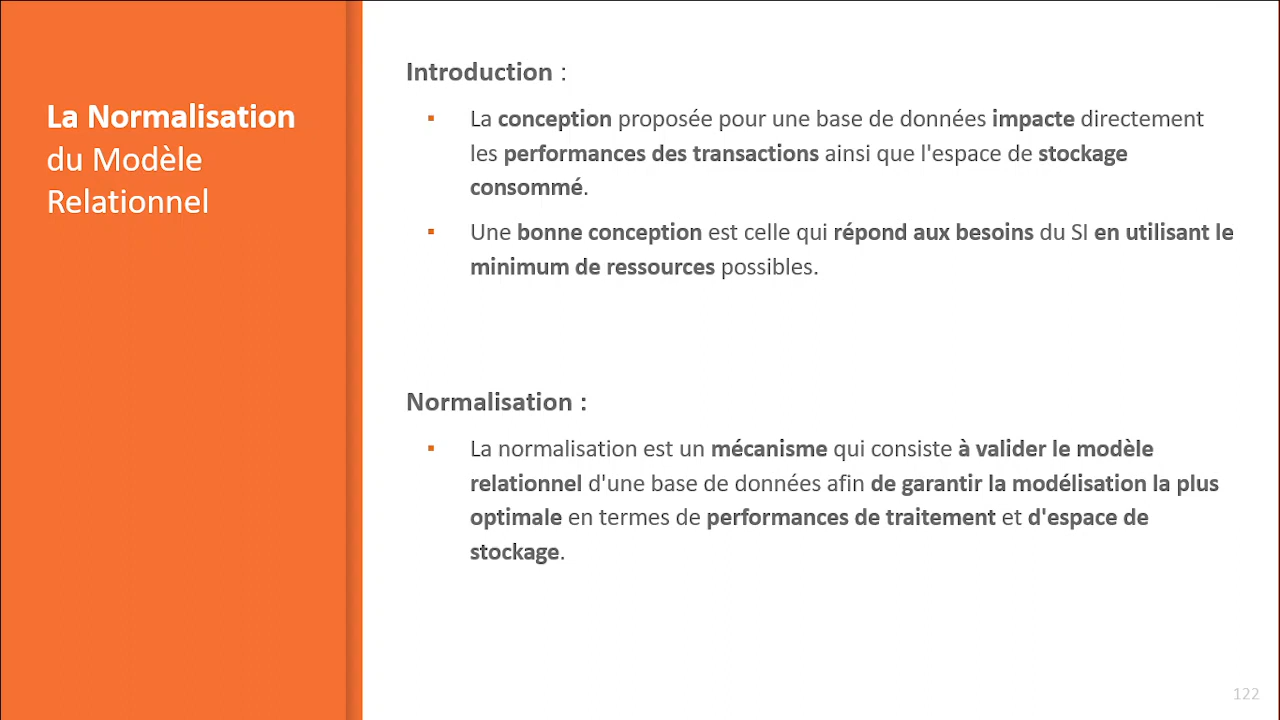 La Normalisation
du Modèle
Relationnel
Introduction :
▪ La conception proposée pour une base de données impacte directement
les performances des transactions ainsi que l'espace de stockage
consommé.
▪ Une bonne conception est celle qui répond aux besoins du SI en utilisant le
minimum de ressources possibles.
Normalisation :
▪ La normalisation est un mécanisme qui consiste à valider le modèle
relationnel d'une base de données afin de garantir la modélisation la plus
optimale en termes de performances de traitement et d'espace de
stockage.
122